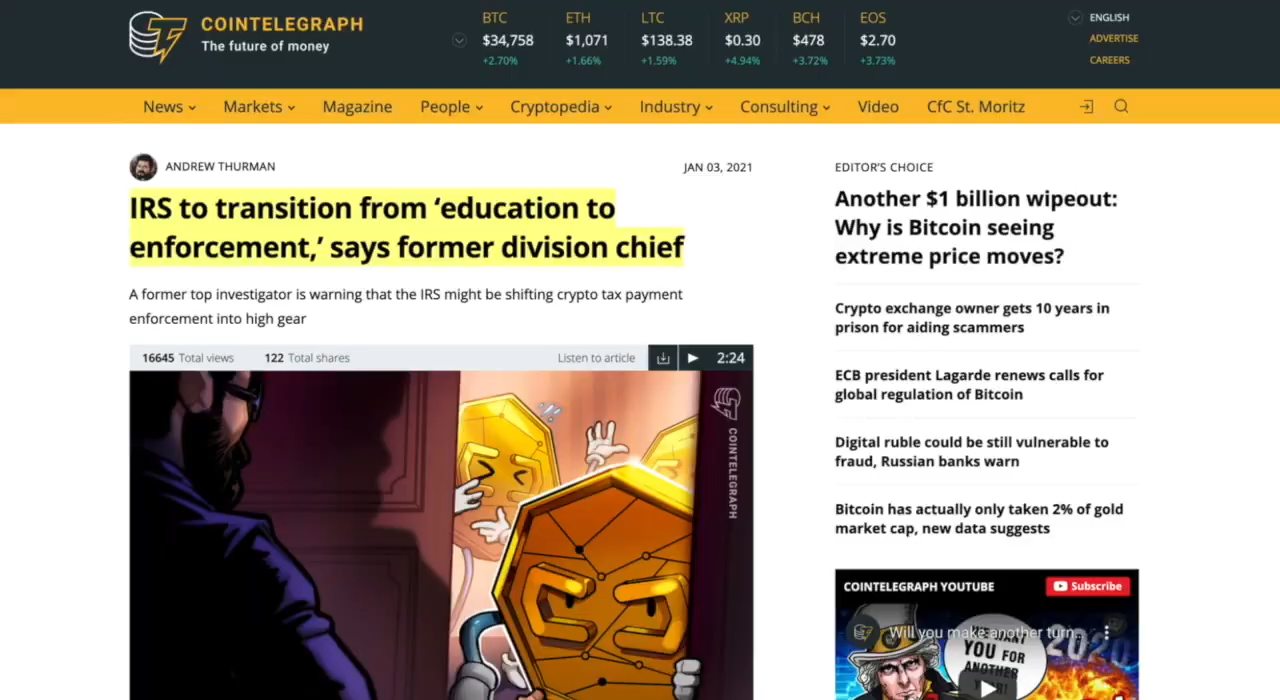 COINTELEGRAPH
The future of money
BTC ETH LTC XRP BCH EOS
$34,758 $1,071 $138.38 $0.30 $478 $2.70
+2.70% +1.66% +1.59% +4.94% +3.72% +3.73%
ENGLISH
ADVERTISE
CAREERS
News Markets Magazine People Cryptopedia Industry Consulting Video CfC St. Moritz
ANDREW THURMAN JAN 03, 2021
IRS to transition from ‘education to
enforcement,’ says former division chief
A former top investigator is warning that the IRS might be shifting crypto tax payment
enforcement into high gear
16645 Total views 122 Total shares Listen to article 2:24
COINTELEGRAPH
EDITOR'S CHOICE
Another $1 billion wipeout:
Why is Bitcoin seeing
extreme price moves?
Crypto exchange owner gets 10 years in
prison for aiding scammers
ECB president Lagarde renews calls for
global regulation of Bitcoin
Digital ruble could be still vulnerable to
fraud, Russian banks warn
Bitcoin has actually only taken 2% of gold
market cap, new data suggests
COINTELEGRAPH YOUTUBE Subscribe
Will you make another turn...
YOU FOR
ANOTHER